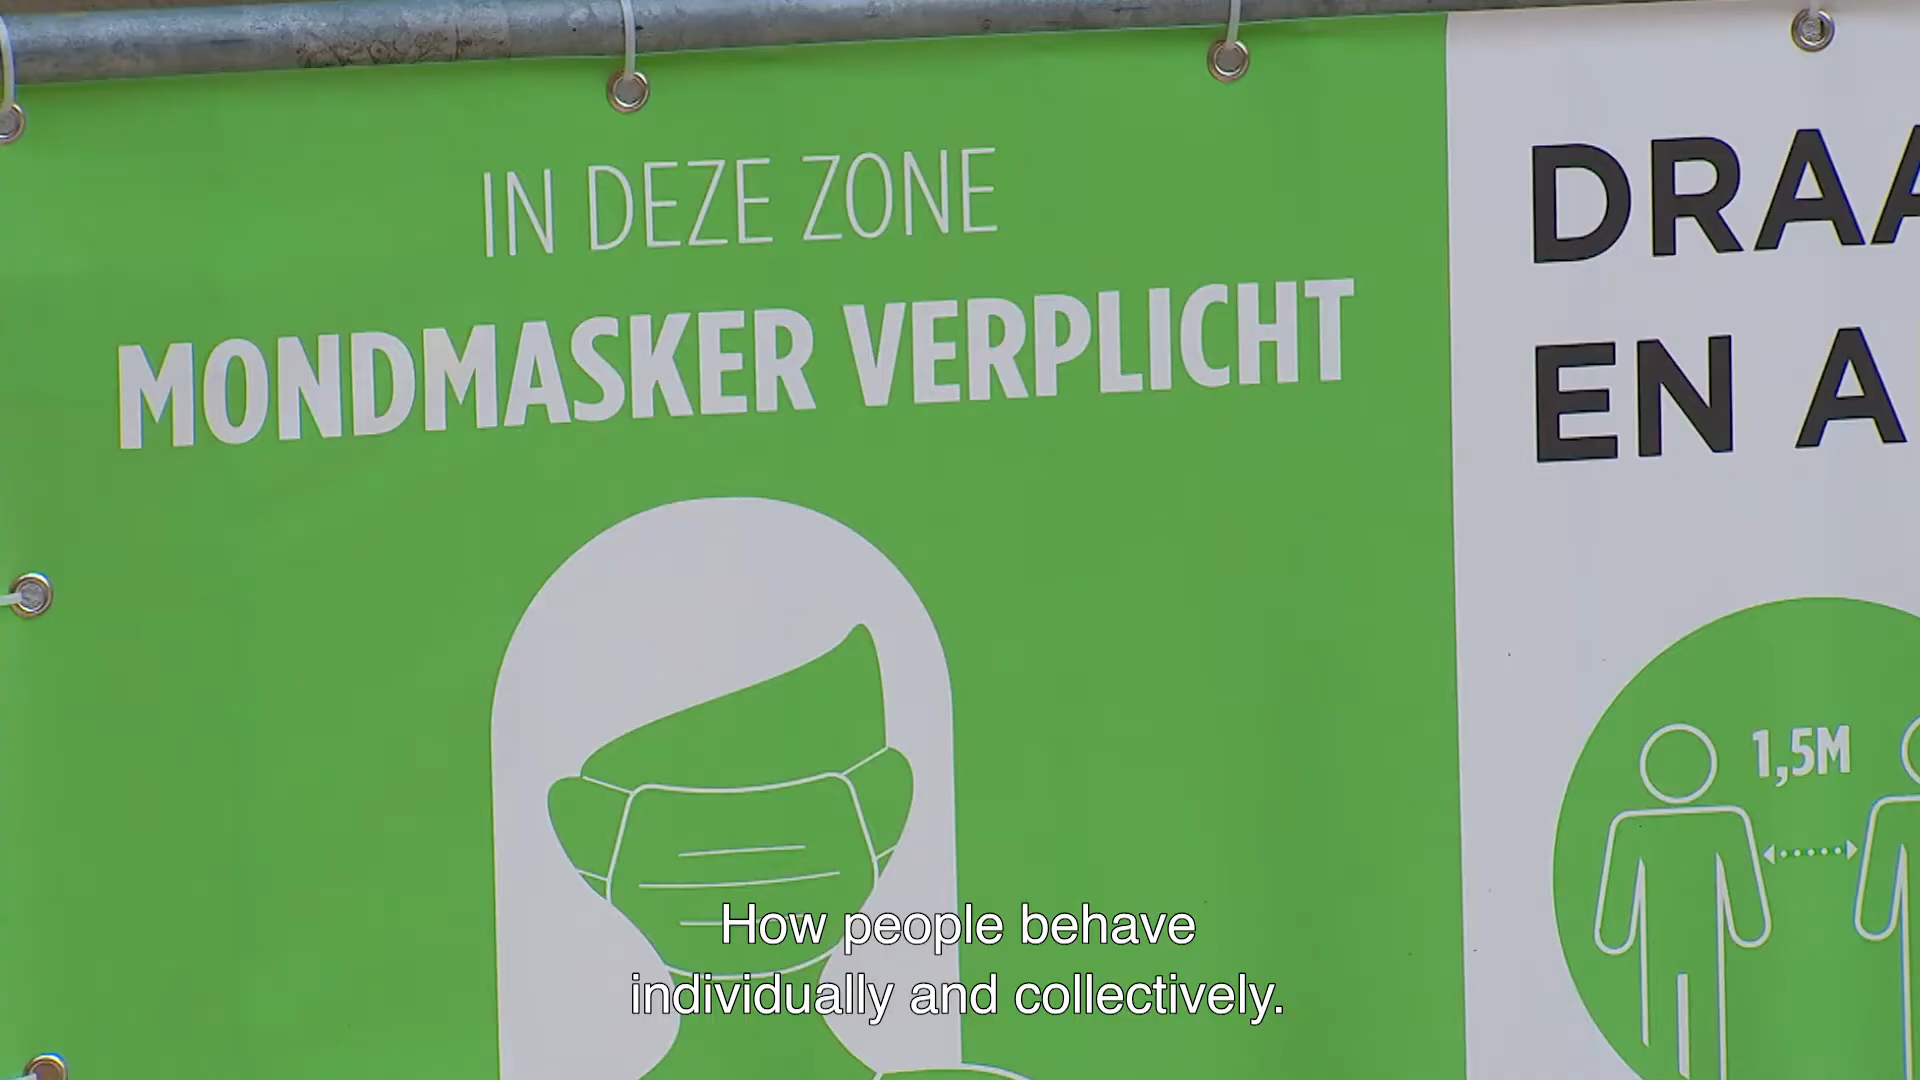 IN DEZE ZONE
MONDMASKER VERPLICHT
DRAA
EN A
1,5M
How people behave
individually and collectively.